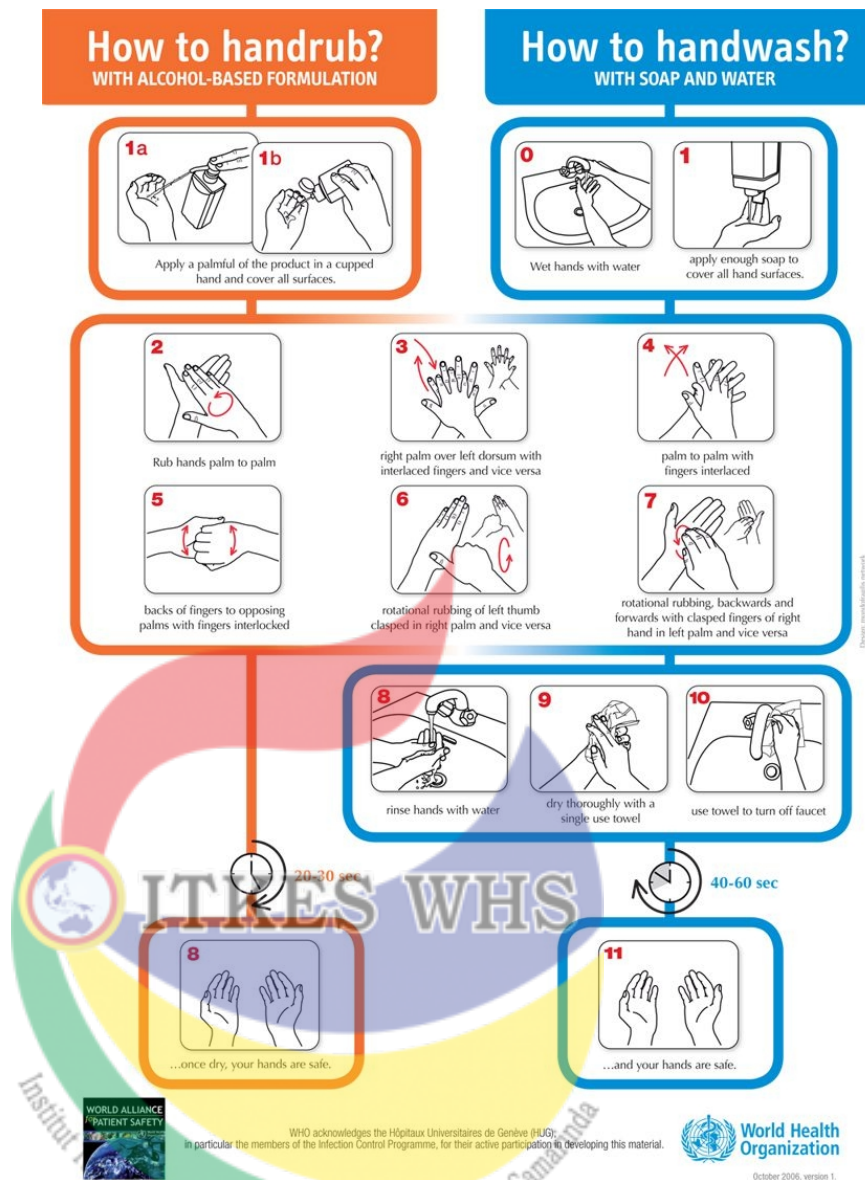 How to handrub?
WITH ALCOHOL-BASED FORMULATION
How to handwash?
WITH SOAP AND WATER
1a
1b
Apply a palmful of the product in a cupped
hand and cover all surfaces.
0
Wet hands with water
1
apply enough soap to
cover all hand surfaces.
2
Rub hands palm to palm
3
right palm over left dorsum with
interlaced fingers and vice versa
4
palm to palm with
fingers interlaced
5
backs of fingers to opposing
palms with fingers interlocked
6
rotational rubbing of left thumb
clasped in right palm and vice versa
7
rotational rubbing, backwards and
forwards with clasped fingers of right
hand in left palm and vice versa
8
rinse hands with water
9
dry thoroughly with a
single use towel
10
use towel to turn off faucet
20-30 sec
40-60 sec
ITKES WHS
8
...once dry, your hands are safe.
11
...and your hands are safe.
Institut
Samarinda
WORLD ALLIANCE
for PATIENT SAFETY
WHO acknowledges the Hôpitaux Universitaires de Genève (HUG),
in particular the members of the Infection Control Programme, for their active participation in developing this material.
World Health
Organization
October 2006, version 1.